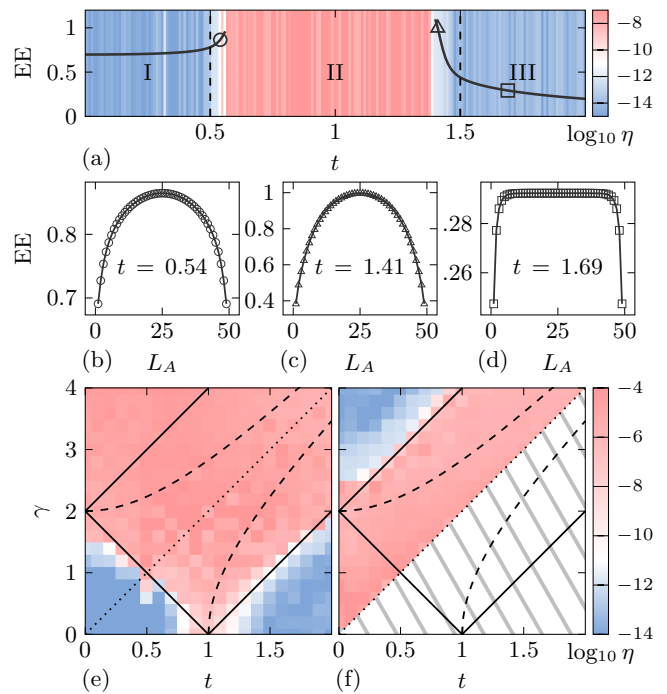 EE
1
0.5
0
I
II
III
−8
−10
−12
−14
0.5
1
1.5
log₁₀ η
(a)
t
EE
0.8
0.7
t = 0.54
0
25
50
(b)
L_A
1
0.8
0.6
0.4
t = 1.41
0
25
50
(c)
L_A
.28
.26
t = 1.69
0
25
50
(d)
L_A
γ
4
3
2
1
0
−4
−6
−8
−10
−12
−14
0
0.5
1
1.5
0
0.5
1
1.5
log₁₀ η
(e)
t
(f)
t